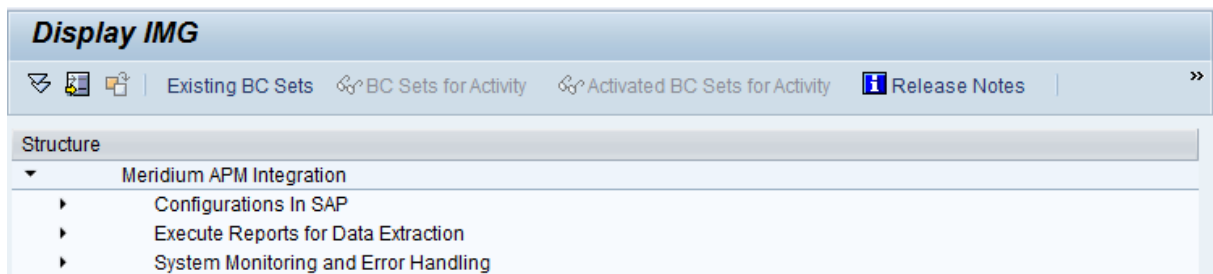 Display IMG
Existing BC Sets BC Sets for Activity Activated BC Sets for Activity Release Notes
Structure
Meridium APM Integration
Configurations In SAP
Execute Reports for Data Extraction
System Monitoring and Error Handling